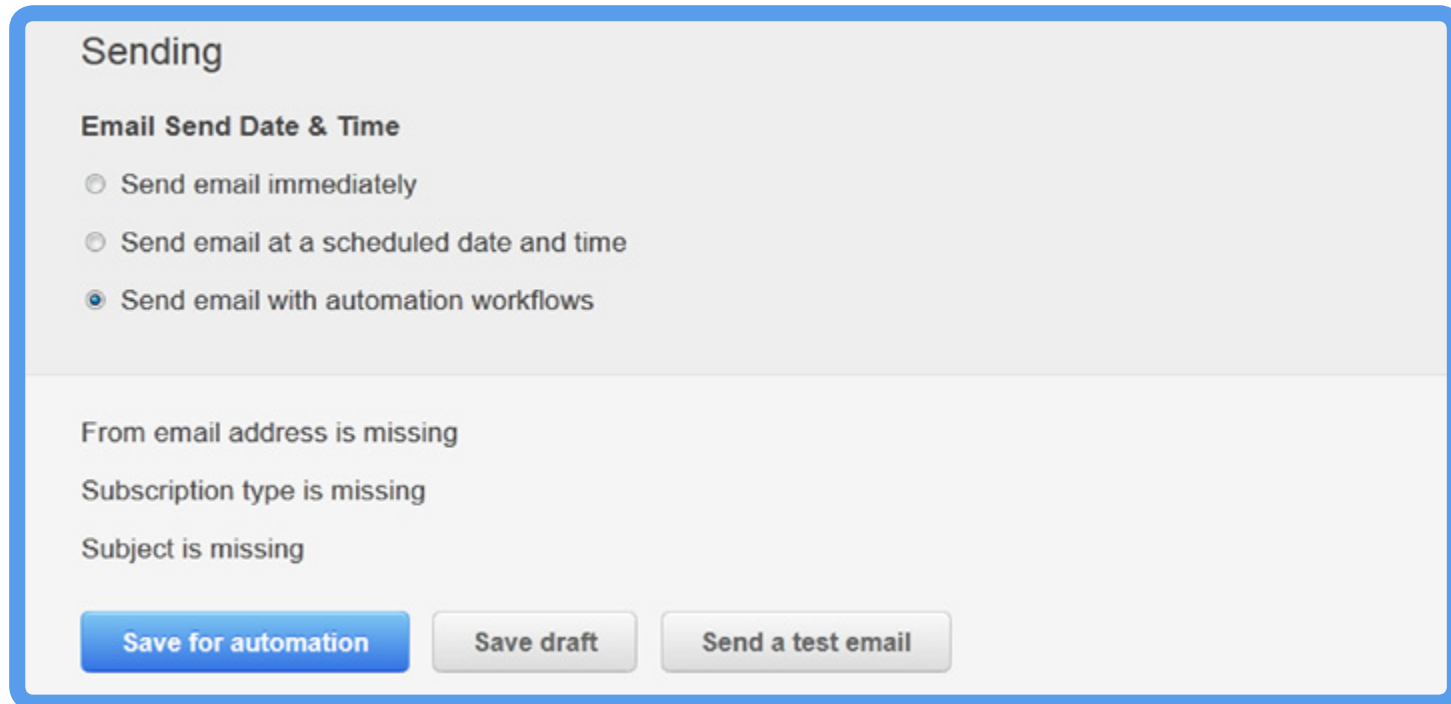 Sending
Email Send Date & Time
Send email immediately
Send email at a scheduled date and time
Send email with automation workflows
From email address is missing
Subscription type is missing
Subject is missing
Save for automation Save draft Send a test email